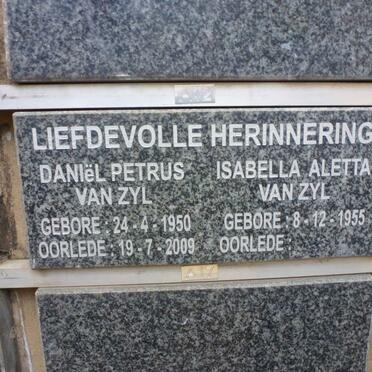 LIEFDEVOLLE HERINNERING
DANIëL PETRUS
VAN ZYL
GEBORE : 24 - 4 - 1950
OORLEDE : 19 - 7 - 2009
ISABELLA ALETTA
VAN ZYL
GEBORE : 8 - 12 - 1955
OORLEDE :